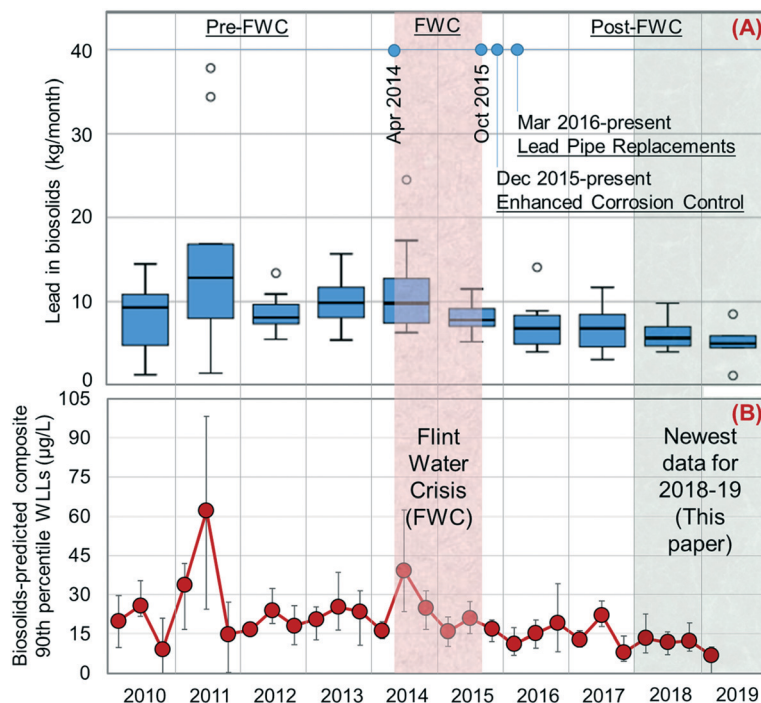 Pre-FWC
FWC
Post-FWC
(A)
40
30
20
10
0
Lead in biosolids (kg/month)
Apr 2014
Oct 2015
Mar 2016-present
Lead Pipe Replacements
Dec 2015-present
Enhanced Corrosion Control
(B)
105
90
75
60
45
30
15
0
Biosolids-predicted composite
90th percentile WLLs (µg/L)
Flint
Water
Crisis
(FWC)
Newest
data for
2018-19
(This
paper)
2010 2011 2012 2013 2014 2015 2016 2017 2018 2019